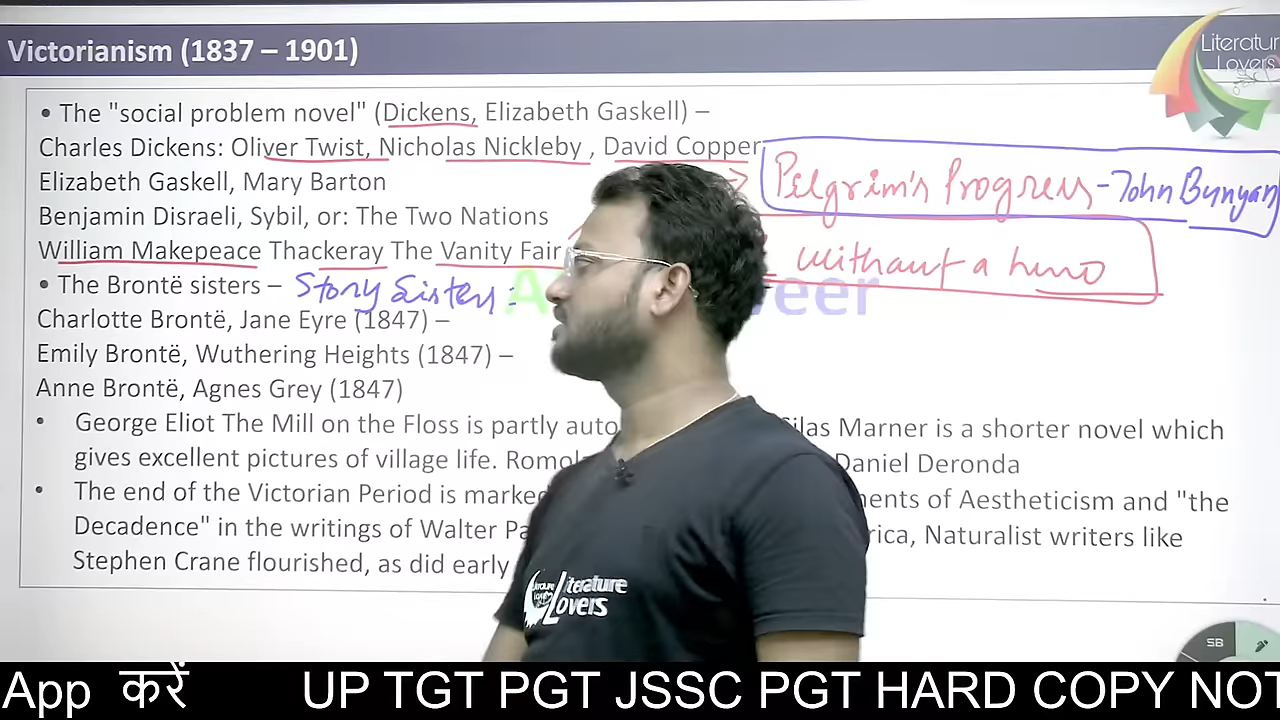 Victorianism (1837 – 1901)
Literatur
Lovers
• The "social problem novel" (Dickens, Elizabeth Gaskell) –
Charles Dickens: Oliver Twist, Nicholas Nickleby , David Copper
Pilgrim's Progress - John Bunyan
Elizabeth Gaskell, Mary Barton
Benjamin Disraeli, Sybil, or: The Two Nations
William Makepeace Thackeray The Vanity Fair
without a hero
• The Brontë sisters –
Story Sisters :
Charlotte Brontë, Jane Eyre (1847) –
Emily Brontë, Wuthering Heights (1847) –
Anne Brontë, Agnes Grey (1847)
• George Eliot The Mill on the Floss is partly auto Silas Marner is a shorter novel which
gives excellent pictures of village life. Romol Daniel Deronda
• The end of the Victorian Period is marke ments of Aestheticism and "the
Decadence" in the writings of Walter Pa rica, Naturalist writers like
Stephen Crane flourished, as did early
Literature
Lovers
SB
App करें UP TGT PGT JSSC PGT HARD COPY NOT